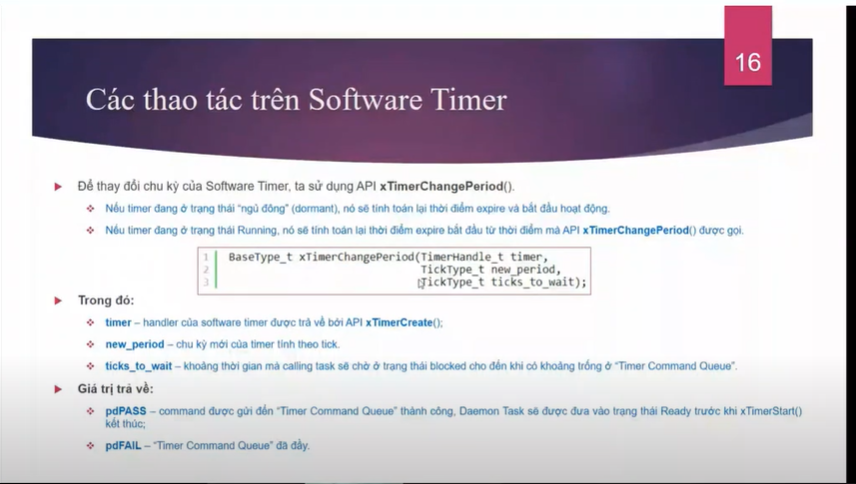 16
Các thao tác trên Software Timer
Để thay đổi chu kỳ của Software Timer, ta sử dụng API xTimerChangePeriod().
Nếu timer đang ở trạng thái "ngủ đông" (dormant), nó sẽ tính toán lại thời điểm expire và bắt đầu hoạt động.
Nếu timer đang ở trạng thái Running, nó sẽ tính toán lại thời điểm expire bắt đầu từ thời điểm mà API xTimerChangePeriod() được gọi.
1 BaseType_t xTimerChangePeriod(TimerHandle_t timer,
2 TickType_t new_period,
3 TickType_t ticks_to_wait);
Trong đó:
timer – handler của software timer được trả về bởi API xTimerCreate();
new_period – chu kỳ mới của timer tính theo tick.
ticks_to_wait – khoảng thời gian mà calling task sẽ chờ ở trạng thái blocked cho đến khi có khoảng trống ở "Timer Command Queue".
Giá trị trả về:
pdPASS – command được gửi đến "Timer Command Queue" thành công, Daemon Task sẽ được đưa vào trạng thái Ready trước khi xTimerStart()
kết thúc;
pdFAIL – "Timer Command Queue" đã đầy.